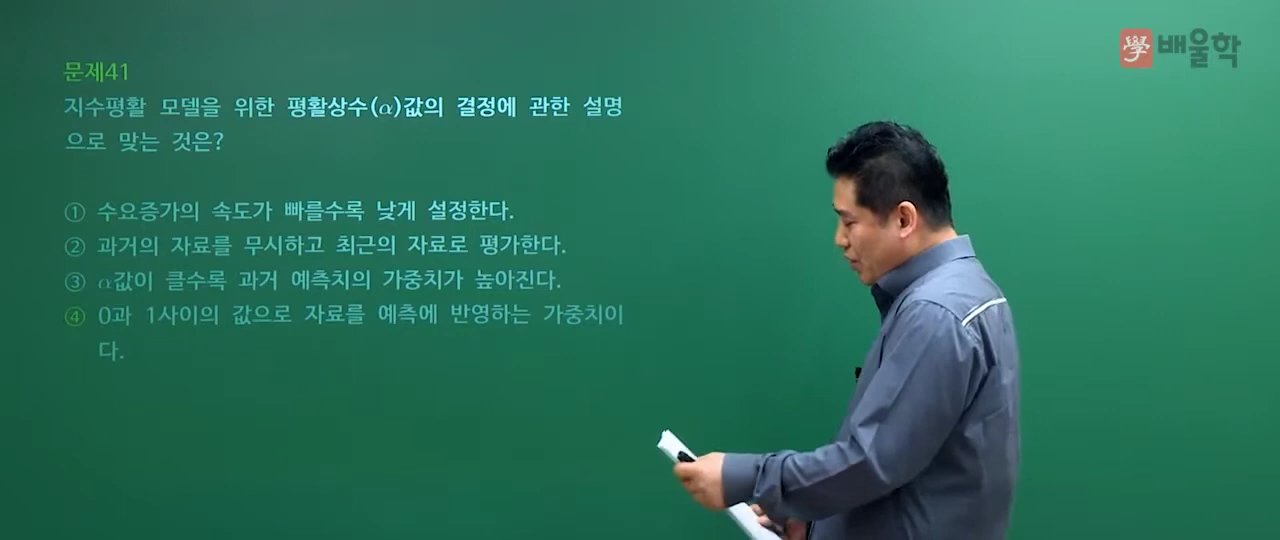 學 배울학
문제41
지수평활 모델을 위한 평활상수(α)값의 결정에 관한 설명
으로 맞는 것은?
① 수요증가의 속도가 빠를수록 낮게 설정한다.
② 과거의 자료를 무시하고 최근의 자료로 평가한다.
③ α값이 클수록 과거 예측치의 가중치가 높아진다.
④ 0과 1사이의 값으로 자료를 예측에 반영하는 가중치이
다.